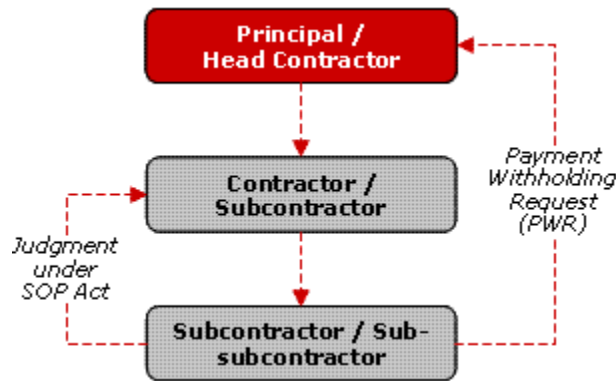 Principal /
Head Contractor
Contractor /
Subcontractor
Payment
Withholding
Request
(PWR)
Judgment
under
SOP Act
Subcontractor / Sub-
subcontractor